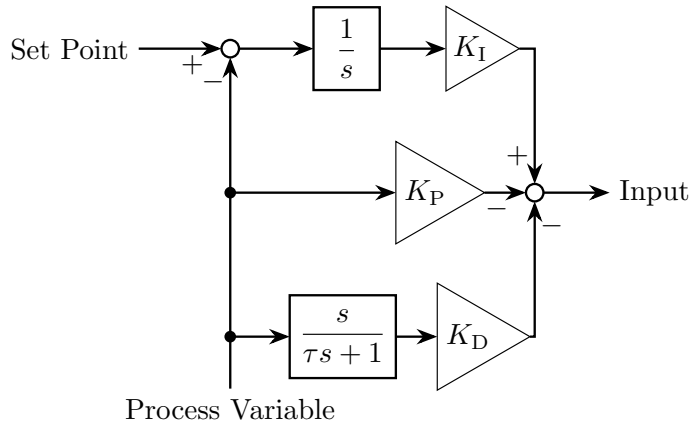 Set Point
+
−
1
s
K_I
+
K_P
−
Input
−
s
τs + 1
K_D
Process Variable